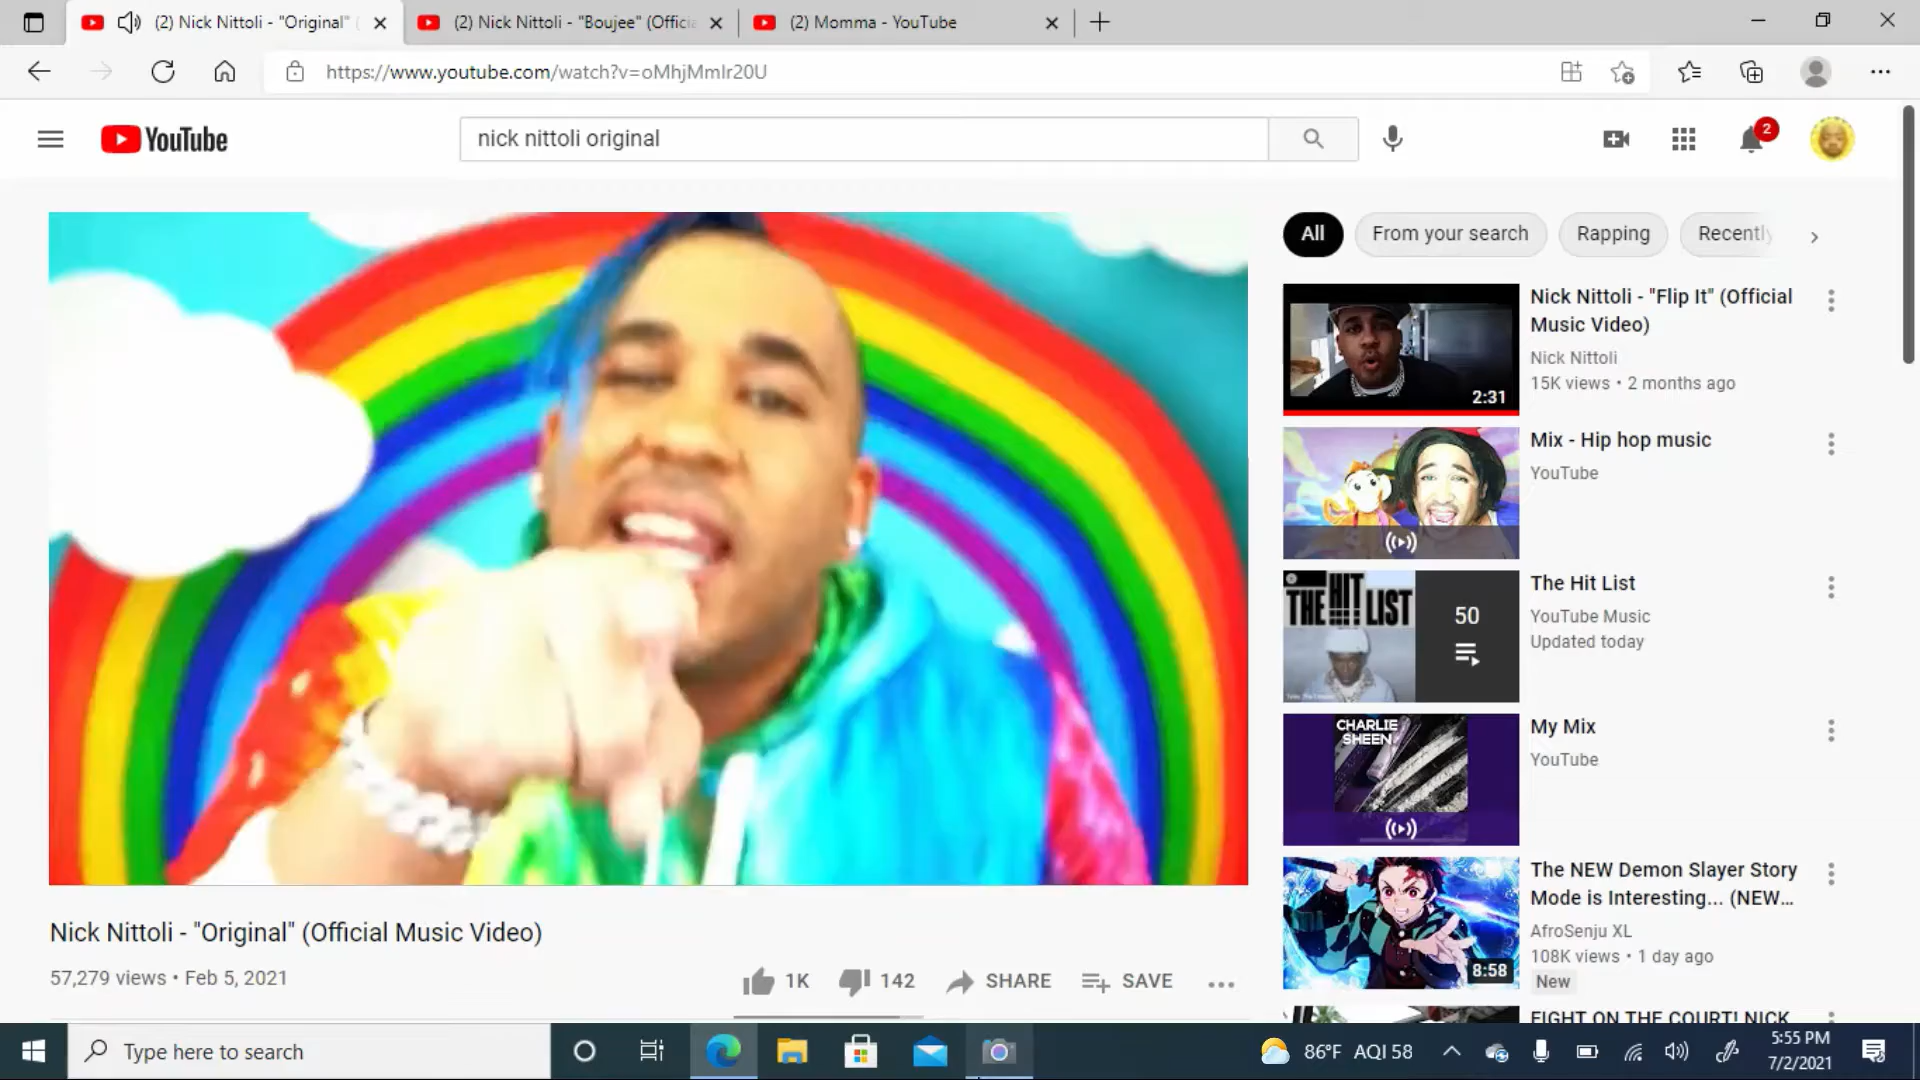 (2) Nick Nittoli - "Original" (
(2) Nick Nittoli - "Boujee" (Officia
(2) Momma - YouTube
https://www.youtube.com/watch?v=oMhjMmIr20U
YouTube
nick nittoli original
2
All
From your search
Rapping
Recently
Nick Nittoli - "Flip It" (Official
Music Video)
Nick Nittoli
15K views • 2 months ago
2:31
Mix - Hip hop music
YouTube
THE HIT LIST
50
The Hit List
YouTube Music
Updated today
CHARLIE
SHEEN
My Mix
YouTube
The NEW Demon Slayer Story
Mode is Interesting... (NEW...
AfroSenju XL
108K views • 1 day ago
8:58
New
FIGHT ON THE COURT! NICK
Nick Nittoli - "Original" (Official Music Video)
57,279 views • Feb 5, 2021
1K
142
SHARE
SAVE
Type here to search
86°F AQI 58
5:55 PM
7/2/2021